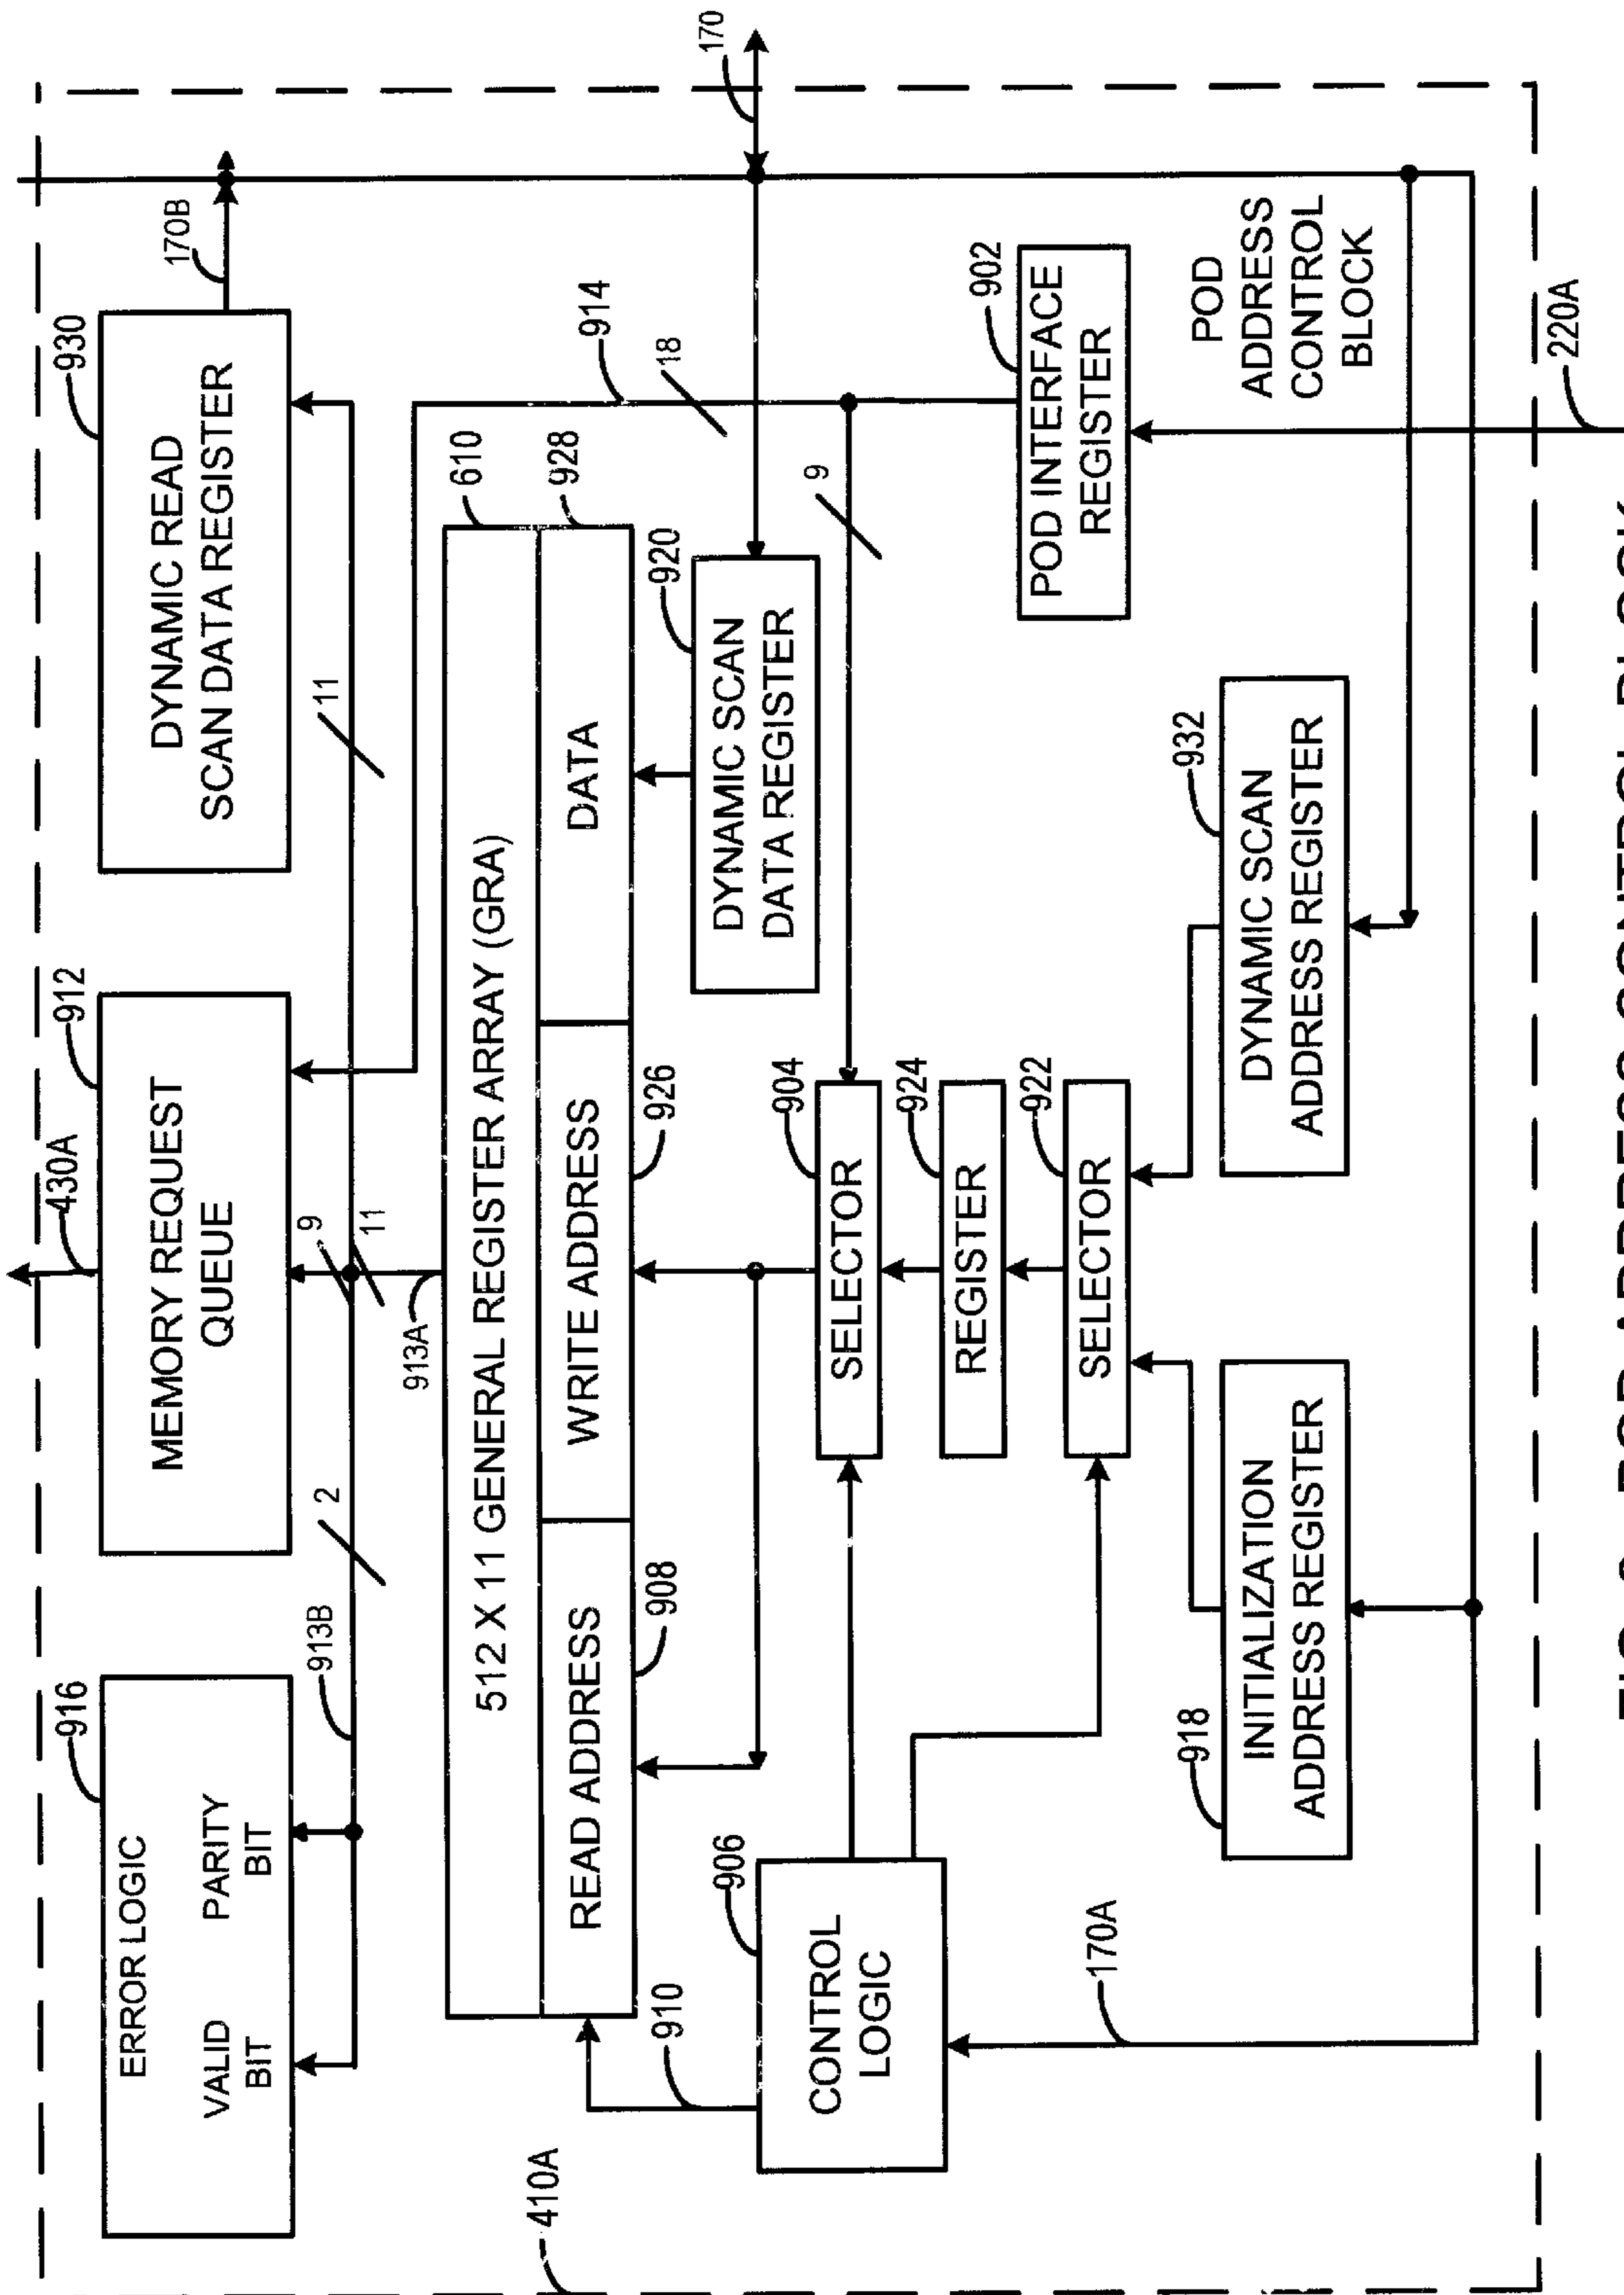 430A
916
912
930
ERROR LOGIC
VALID
BIT
PARITY
BIT
MEMORY REQUEST
QUEUE
DYNAMIC READ
SCAN DATA REGISTER
170B
913B
2
9
11
11
913A
610
512 X 11 GENERAL REGISTER ARRAY (GRA)
928
READ ADDRESS
WRITE ADDRESS
DATA
914
410A
910
908
926
920
18
170
906
904
DYNAMIC SCAN
DATA REGISTER
9
CONTROL
LOGIC
SELECTOR
924
REGISTER
902
922
SELECTOR
POD INTERFACE
REGISTER
170A
918
932
INITIALIZATION
ADDRESS REGISTER
DYNAMIC SCAN
ADDRESS REGISTER
POD
ADDRESS
CONTROL
BLOCK
220A